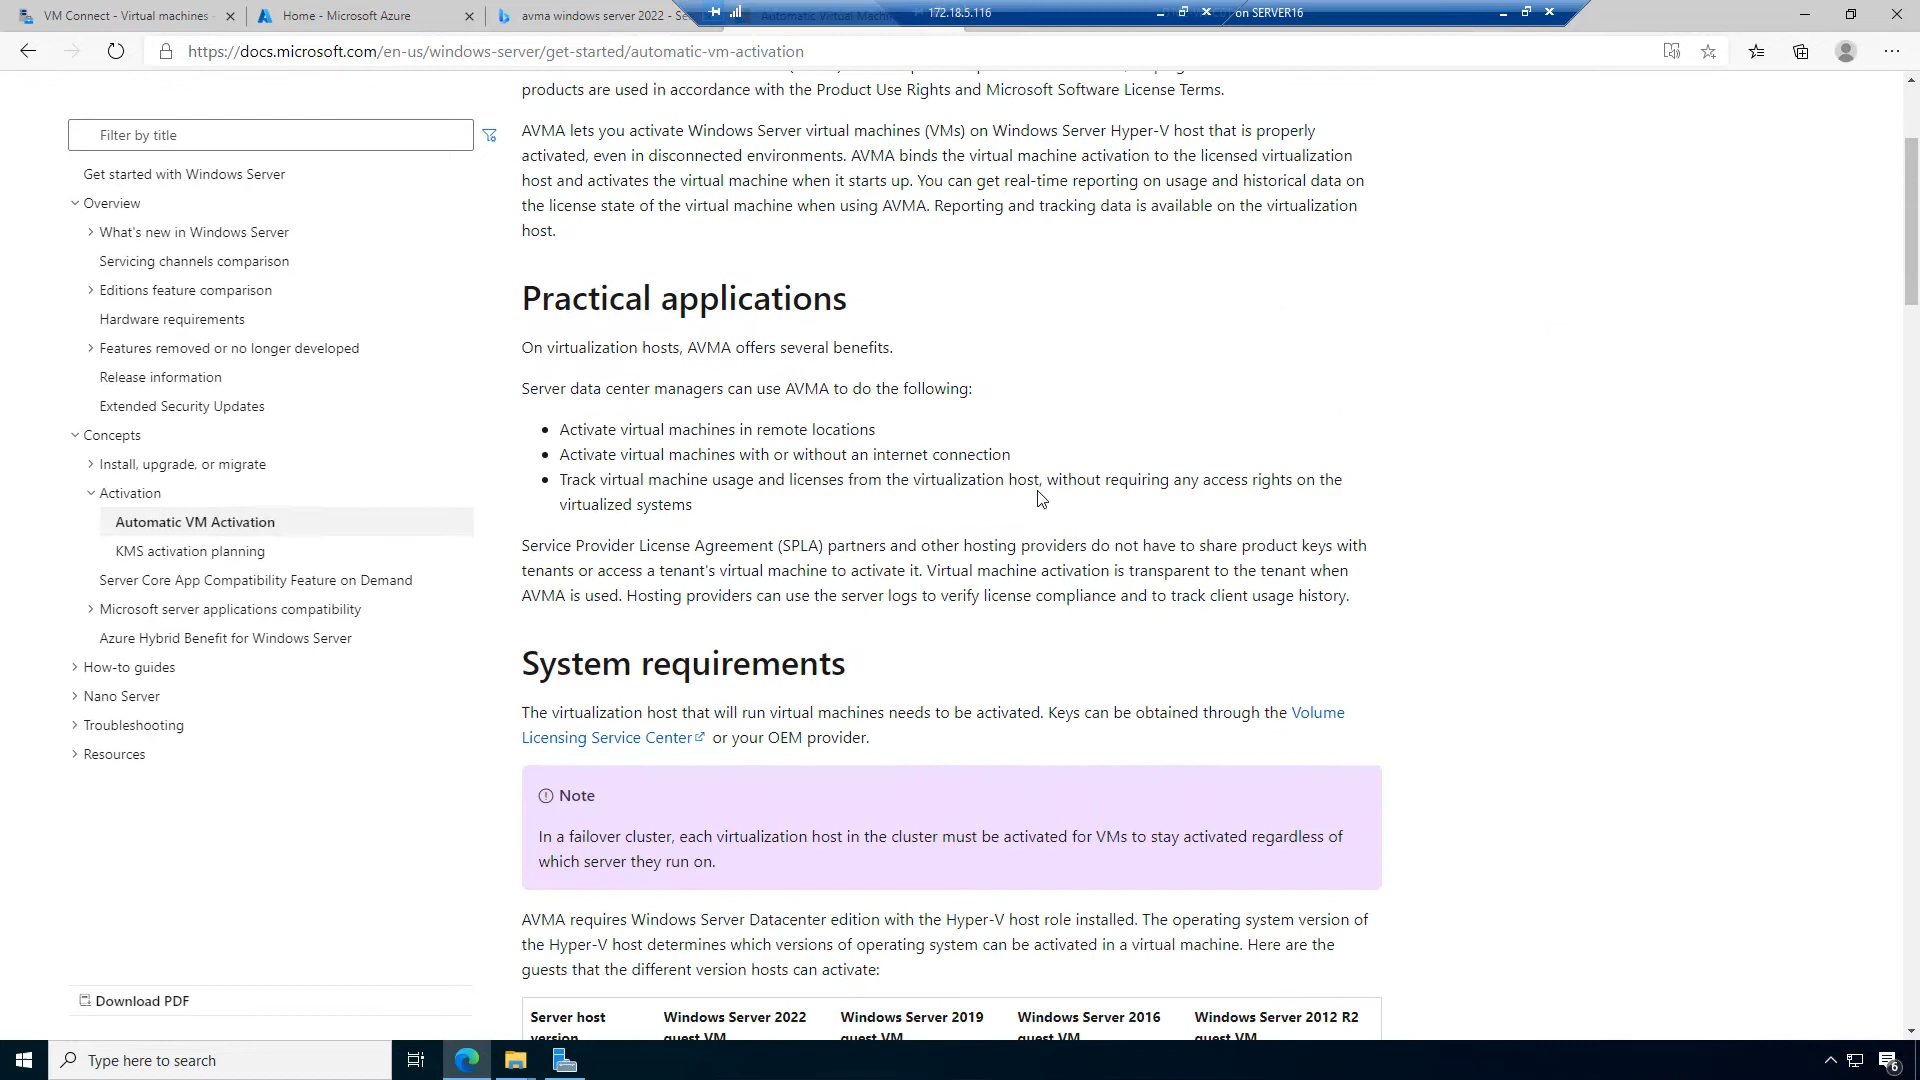 VM Connect - Virtual machines
Home - Microsoft Azure
avma windows server 2022 - Se
Automatic Virtual Machin
172.18.5.116
on SERVER16
https://docs.microsoft.com/en-us/windows-server/get-started/automatic-vm-activation
Filter by title
Get started with Windows Server
Overview
What's new in Windows Server
Servicing channels comparison
Editions feature comparison
Hardware requirements
Features removed or no longer developed
Release information
Extended Security Updates
Concepts
Install, upgrade, or migrate
Activation
Automatic VM Activation
KMS activation planning
Server Core App Compatibility Feature on Demand
Microsoft server applications compatibility
Azure Hybrid Benefit for Windows Server
How-to guides
Nano Server
Troubleshooting
Resources
Download PDF
products are used in accordance with the Product Use Rights and Microsoft Software License Terms.
AVMA lets you activate Windows Server virtual machines (VMs) on Windows Server Hyper-V host that is properly
activated, even in disconnected environments. AVMA binds the virtual machine activation to the licensed virtualization
host and activates the virtual machine when it starts up. You can get real-time reporting on usage and historical data on
the license state of the virtual machine when using AVMA. Reporting and tracking data is available on the virtualization
host.
Practical applications
On virtualization hosts, AVMA offers several benefits.
Server data center managers can use AVMA to do the following:
• Activate virtual machines in remote locations
• Activate virtual machines with or without an internet connection
• Track virtual machine usage and licenses from the virtualization host, without requiring any access rights on the
virtualized systems
Service Provider License Agreement (SPLA) partners and other hosting providers do not have to share product keys with
tenants or access a tenant's virtual machine to activate it. Virtual machine activation is transparent to the tenant when
AVMA is used. Hosting providers can use the server logs to verify license compliance and to track client usage history.
System requirements
The virtualization host that will run virtual machines needs to be activated. Keys can be obtained through the Volume
Licensing Service Center or your OEM provider.
Note
In a failover cluster, each virtualization host in the cluster must be activated for VMs to stay activated regardless of
which server they run on.
AVMA requires Windows Server Datacenter edition with the Hyper-V host role installed. The operating system version of
the Hyper-V host determines which versions of operating system can be activated in a virtual machine. Here are the
guests that the different version hosts can activate:
Server host Windows Server 2022 Windows Server 2019 Windows Server 2016 Windows Server 2012 R2
version guest VM guest VM guest VM guest VM
Type here to search
6